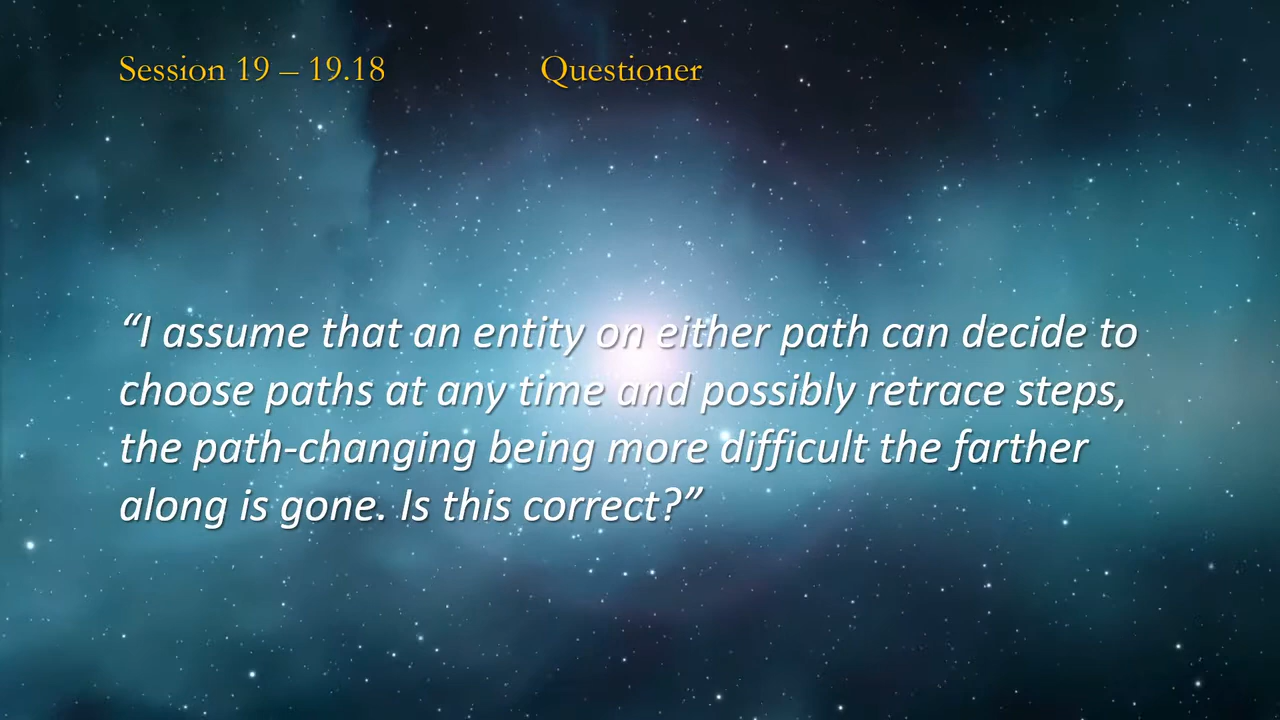 Session 19 – 19.18 Questioner
“I assume that an entity on either path can decide to
choose paths at any time and possibly retrace steps,
the path-changing being more difficult the farther
along is gone. Is this correct?”